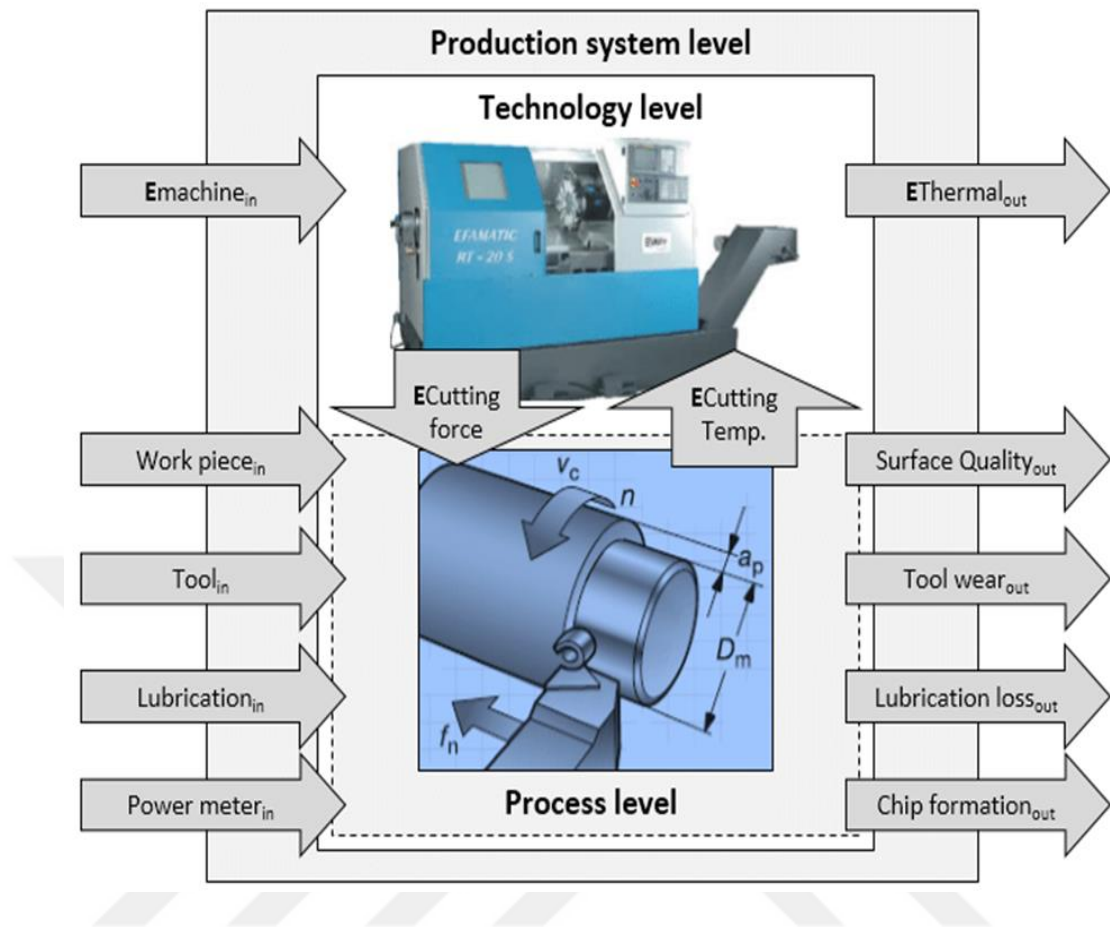 Production system level
Technology level
Emachinein
EThermalout
EFAMATIC
RT - 20 S
ECutting
force
ECutting
Temp.
Work piecein
Surface Qualityout
vc
n
ap
Toolin
Tool wearout
Dm
Lubricationin
Lubrication lossout
fn
Power meterin
Process level
Chip formationout